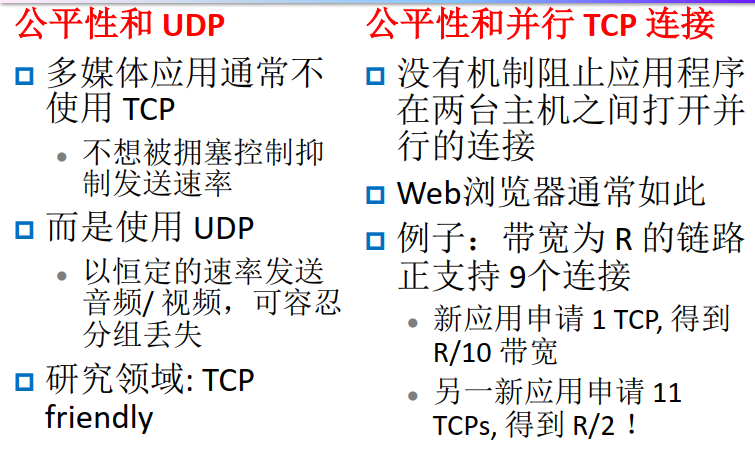 公平性和 UDP
多媒体应用通常不
使用 TCP
不想被拥塞控制抑
制发送速率
而是使用 UDP
以恒定的速率发送
音频/ 视频，可容忍
分组丢失
研究领域: TCP
friendly
公平性和并行 TCP 连接
没有机制阻止应用程序
在两台主机之间打开并
行的连接
Web浏览器通常如此
例子：带宽为 R 的链路
正支持 9个连接
新应用申请 1 TCP, 得到
R/10 带宽
另一新应用申请 11
TCPs, 得到 R/2 ！